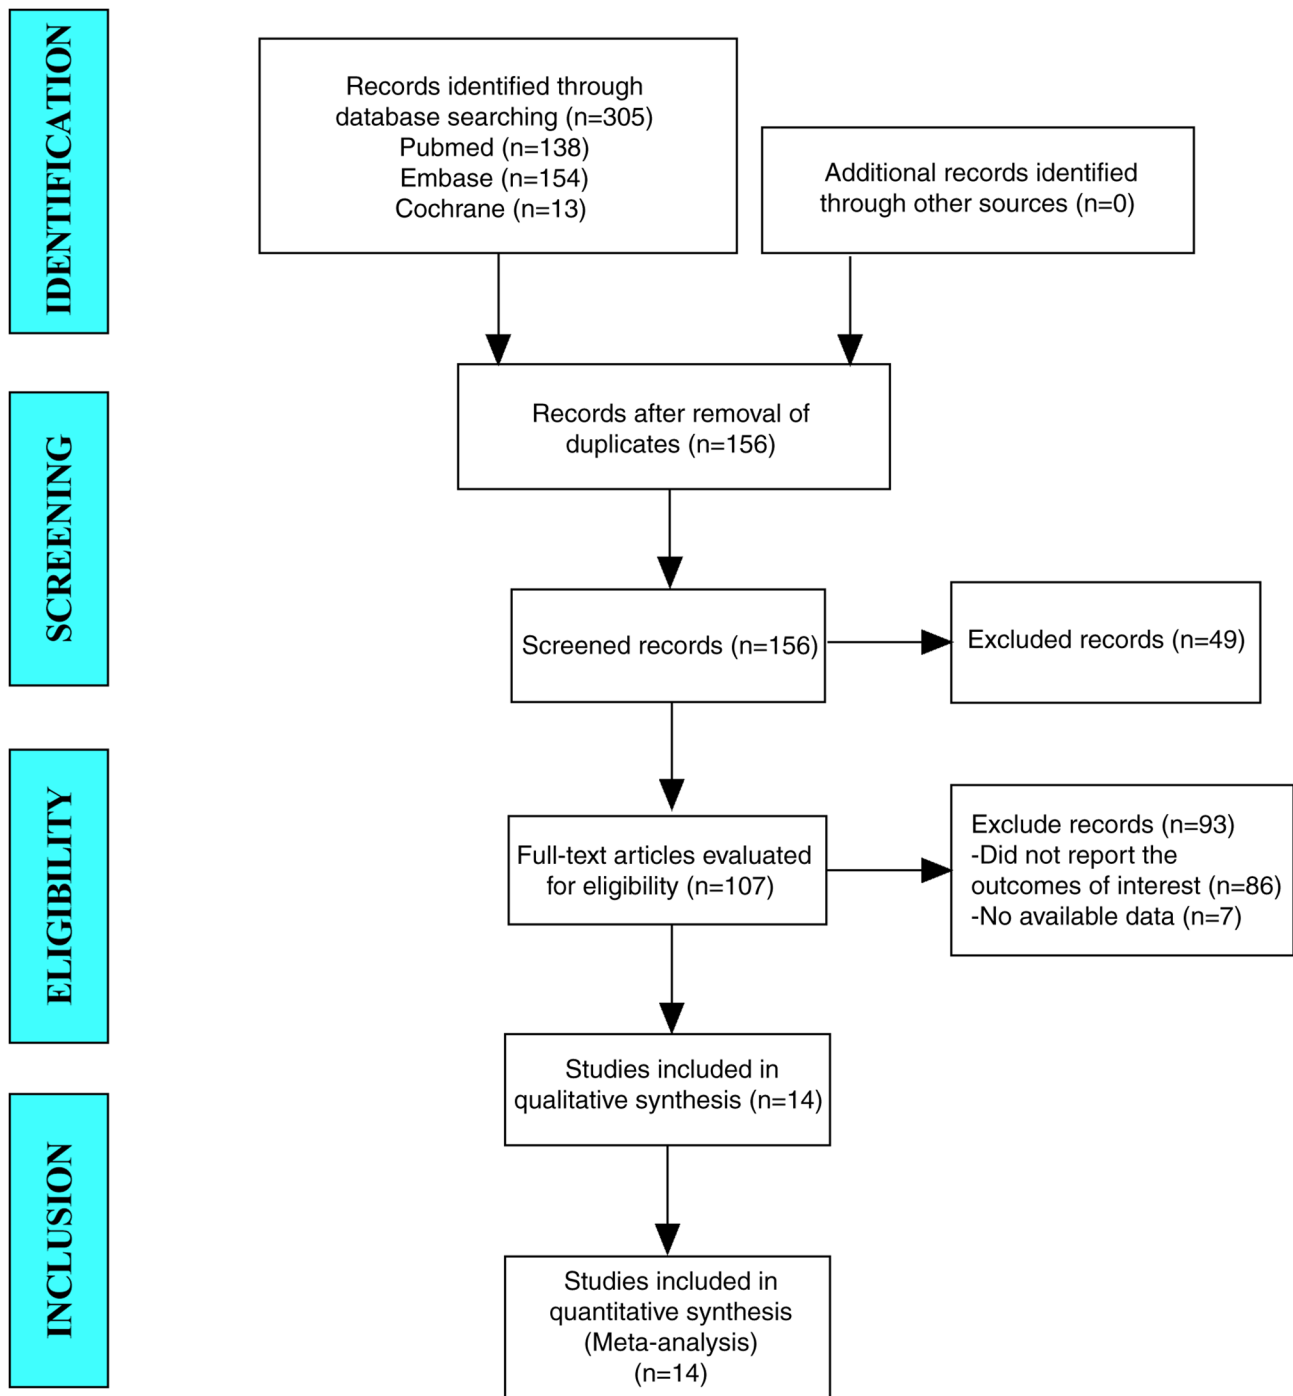 IDENTIFICATION
Records identified through
database searching (n=305)
Pubmed (n=138)
Embase (n=154)
Cochrane (n=13)
Additional records identified
through other sources (n=0)
SCREENING
Records after removal of
duplicates (n=156)
Screened records (n=156)
Excluded records (n=49)
ELIGIBILITY
Full-text articles evaluated
for eligibility (n=107)
Exclude records (n=93)
-Did not report the
outcomes of interest (n=86)
-No available data (n=7)
Studies included in
qualitative synthesis (n=14)
INCLUSION
Studies included in
quantitative synthesis
(Meta-analysis)
(n=14)